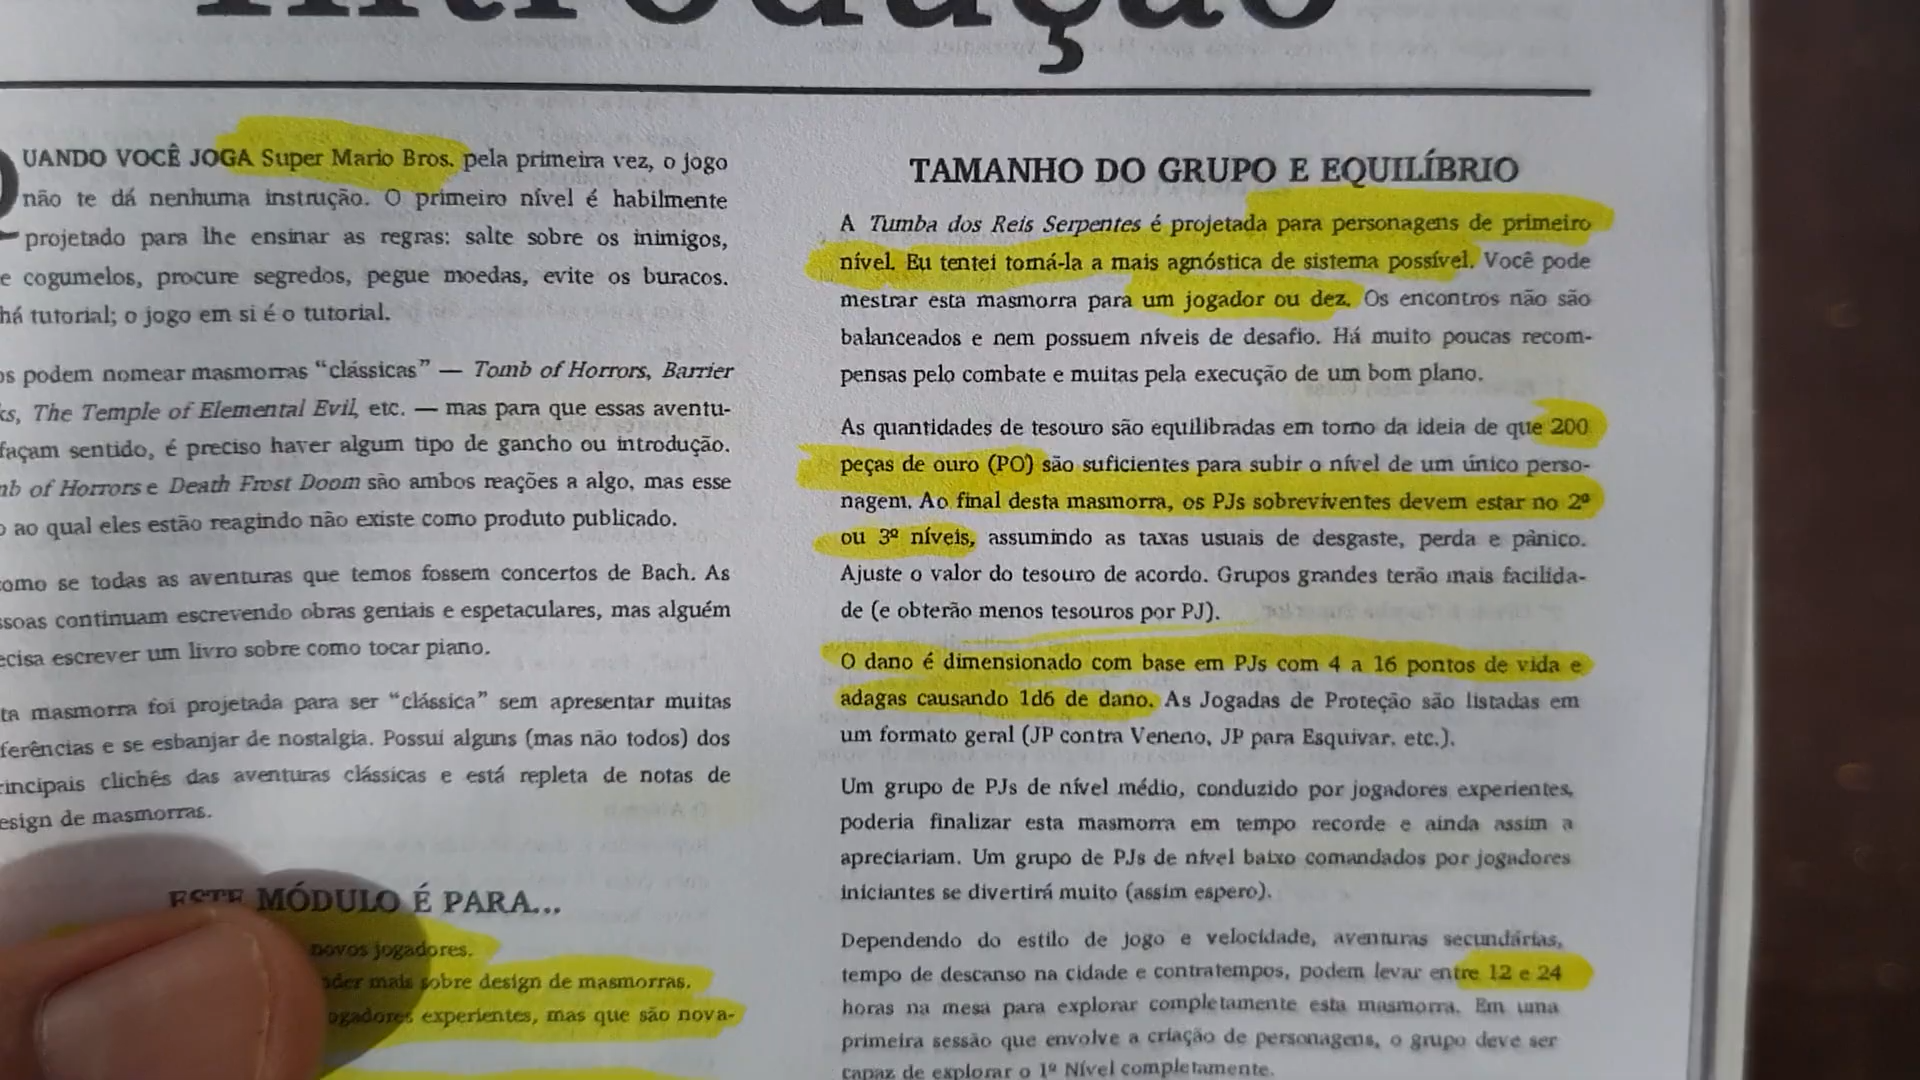 Introdução
UANDO VOCÊ JOGA Super Mario Bros. pela primeira vez, o jogo
não te dá nenhuma instrução. O primeiro nível é habilmente
projetado para lhe ensinar as regras: salte sobre os inimigos,
e cogumelos, procure segredos, pegue moedas, evite os buracos.
há tutorial; o jogo em si é o tutorial.
os podem nomear masmorras “clássicas” — Tomb of Horrors, Barrier
The Temple of Elemental Evil, etc. — mas para que essas aventu-
façam sentido, é preciso haver algum tipo de gancho ou introdução.
of Horrors e Death Frost Doom são ambos reações a algo, mas esse
ao qual eles estão reagindo não existe como produto publicado.
como se todas as aventuras que temos fossem concertos de Bach. As
ssoas continuam escrevendo obras geniais e espetaculares, mas alguém
ecisa escrever um livro sobre como tocar piano.
ta masmorra foi projetada para ser “clássica” sem apresentar muitas
ferências e se esbanjar de nostalgia. Possui alguns (mas não todos) dos
rincipais clichês das aventuras clássicas e está repleta de notas de
esign de masmorras.
ESTE MÓDULO É PARA...
novos jogadores.
nder mais sobre design de masmorras.
ogadores experientes, mas que são nova-
TAMANHO DO GRUPO E EQUILÍBRIO
A Tumba dos Reis Serpentes é projetada para personagens de primeiro
nível. Eu tentei torná-la a mais agnóstica de sistema possível. Você pode
mestrar esta masmorra para um jogador ou dez. Os encontros não são
balanceados e nem possuem níveis de desafio. Há muito poucas recom-
pensas pelo combate e muitas pela execução de um bom plano.
As quantidades de tesouro são equilibradas em torno da ideia de que 200
peças de ouro (PO) são suficientes para subir o nível de um único perso-
nagem. Ao final desta masmorra, os PJs sobreviventes devem estar no 2º
ou 3º níveis, assumindo as taxas usuais de desgaste, perda e pânico.
Ajuste o valor do tesouro de acordo. Grupos grandes terão mais facilida-
de (e obterão menos tesouros por PJ).
O dano é dimensionado com base em PJs com 4 a 16 pontos de vida e
adagas causando 1d6 de dano. As Jogadas de Proteção são listadas em
um formato geral (JP contra Veneno, JP para Esquivar, etc.).
Um grupo de PJs de nível médio, conduzido por jogadores experientes,
poderia finalizar esta masmorra em tempo recorde e ainda assim a
apreciariam. Um grupo de PJs de nível baixo comandados por jogadores
iniciantes se divertirá muito (assim espero).
Dependendo do estilo de jogo e velocidade, aventuras secundárias,
tempo de descanso na cidade e contratempos, podem levar entre 12 e 24
horas na mesa para explorar completamente esta masmorra. Em uma
primeira sessão que envolve a criação de personagens, o grupo deve ser
capaz de explorar o 1º Nível completamente.